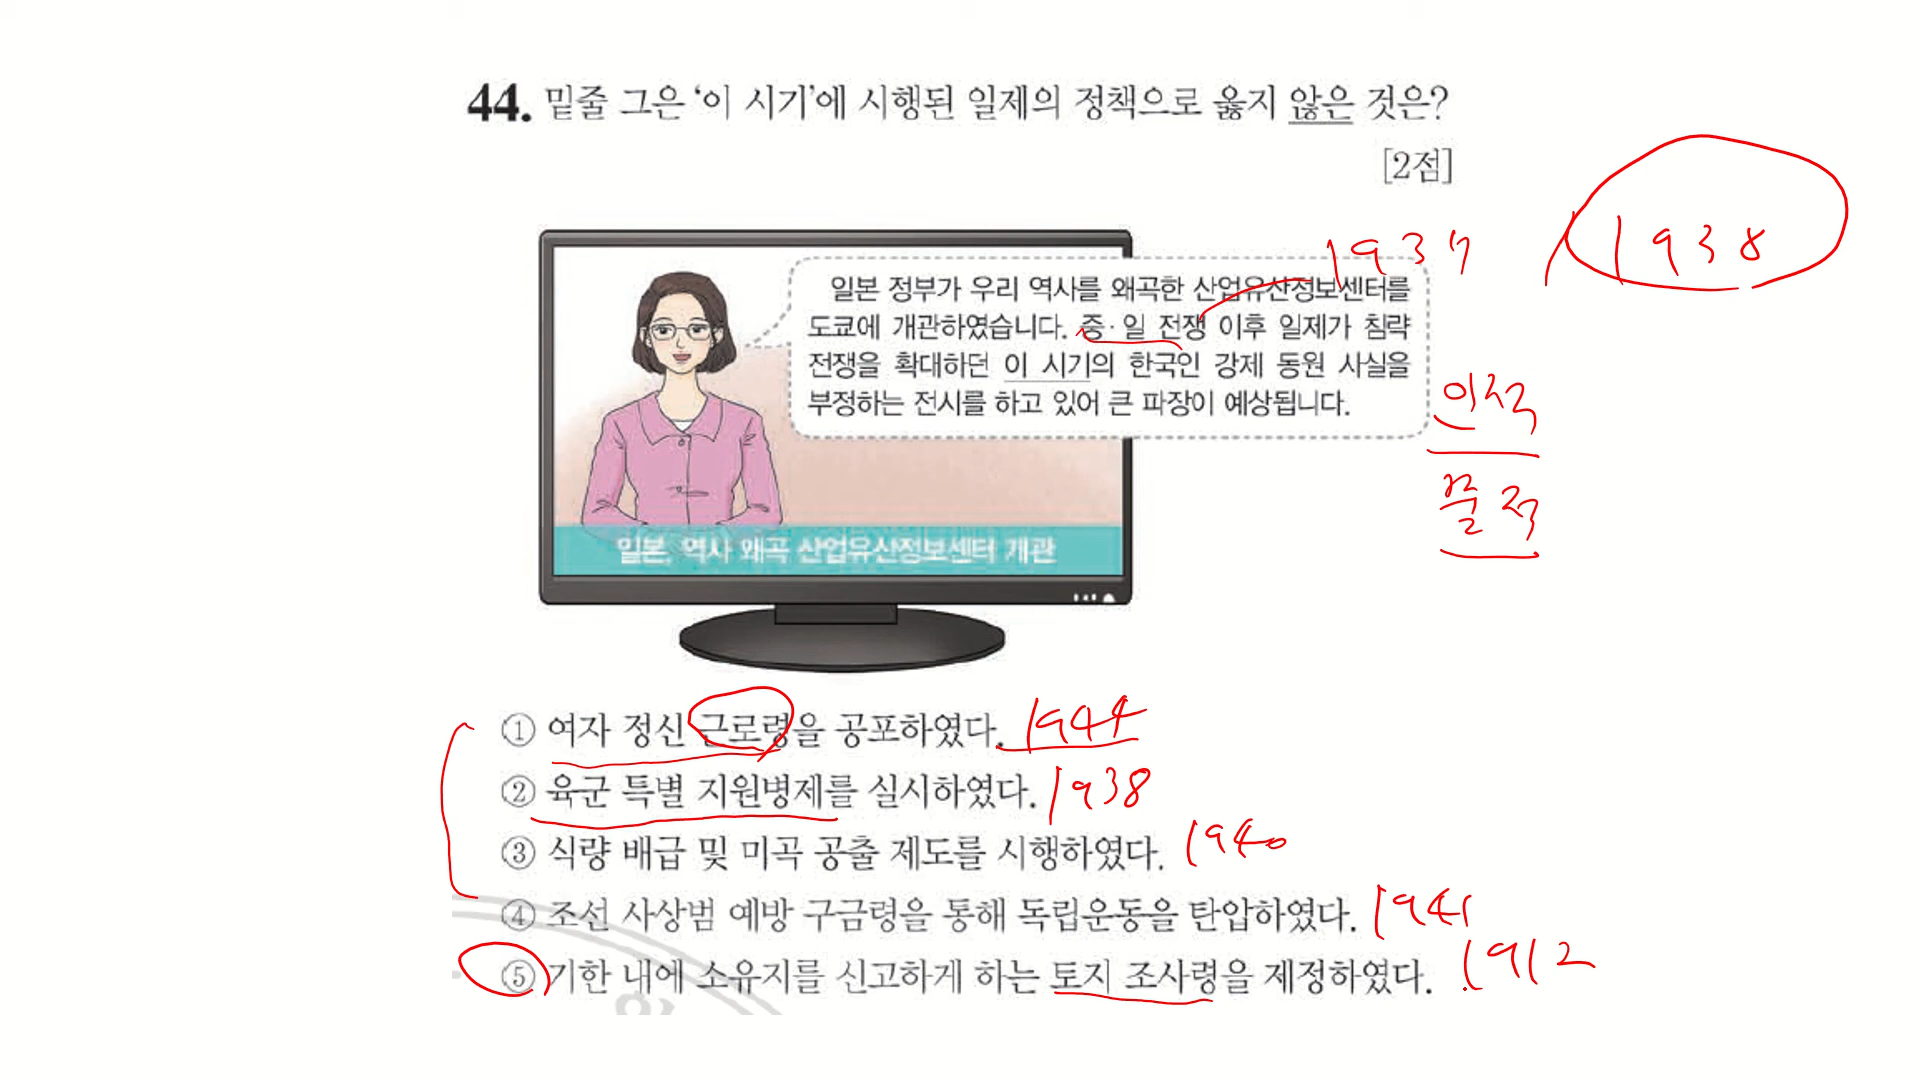 44. 밑줄 그은 ‘이 시기’에 시행된 일제의 정책으로 옳지 않은 것은?
[2점]
1938
1937
일본 정부가 우리 역사를 왜곡한 산업유산정보센터를
도쿄에 개관하였습니다. 중·일 전쟁 이후 일제가 침략
전쟁을 확대하던 이 시기의 한국인 강제 동원 사실을
부정하는 전시를 하고 있어 큰 파장이 예상됩니다.
인적
물적
일본, 역사 왜곡 산업유산정보센터 개관
① 여자 정신 근로령을 공포하였다. 1944
② 육군 특별 지원병제를 실시하였다. 1938
③ 식량 배급 및 미곡 공출 제도를 시행하였다. 1940
④ 조선 사상범 예방 구금령을 통해 독립운동을 탄압하였다. 1941
⑤ 기한 내에 소유지를 신고하게 하는 토지 조사령을 제정하였다. 1912